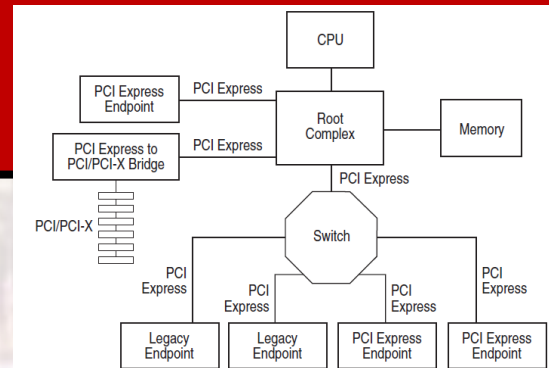 CPU
PCI Express
Endpoint
PCI Express
Root
Complex
Memory
PCI Express to
PCI/PCI-X Bridge
PCI Express
PCI Express
PCI/PCI-X
Switch
PCI
Express
PCI
Express
PCI
Express
PCI
Express
Legacy
Endpoint
Legacy
Endpoint
PCI Express
Endpoint
PCI Express
Endpoint